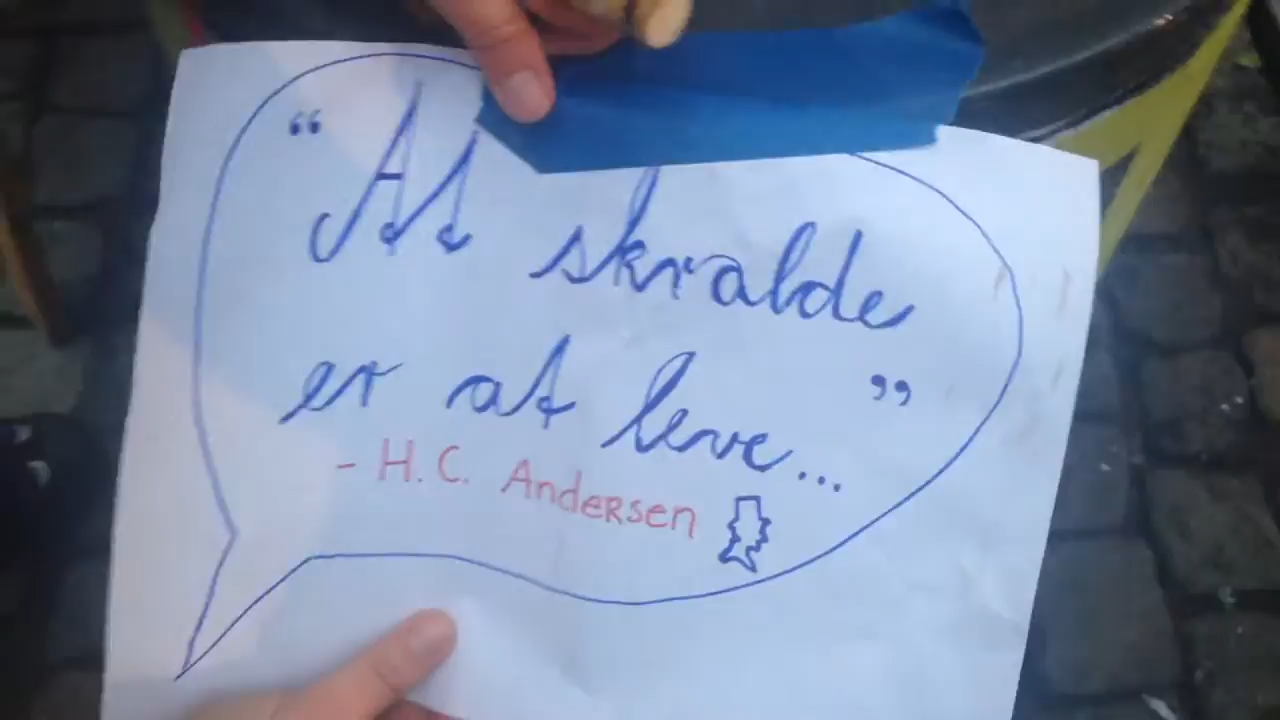 “At skralde
er at leve...”
- H.C. Andersen